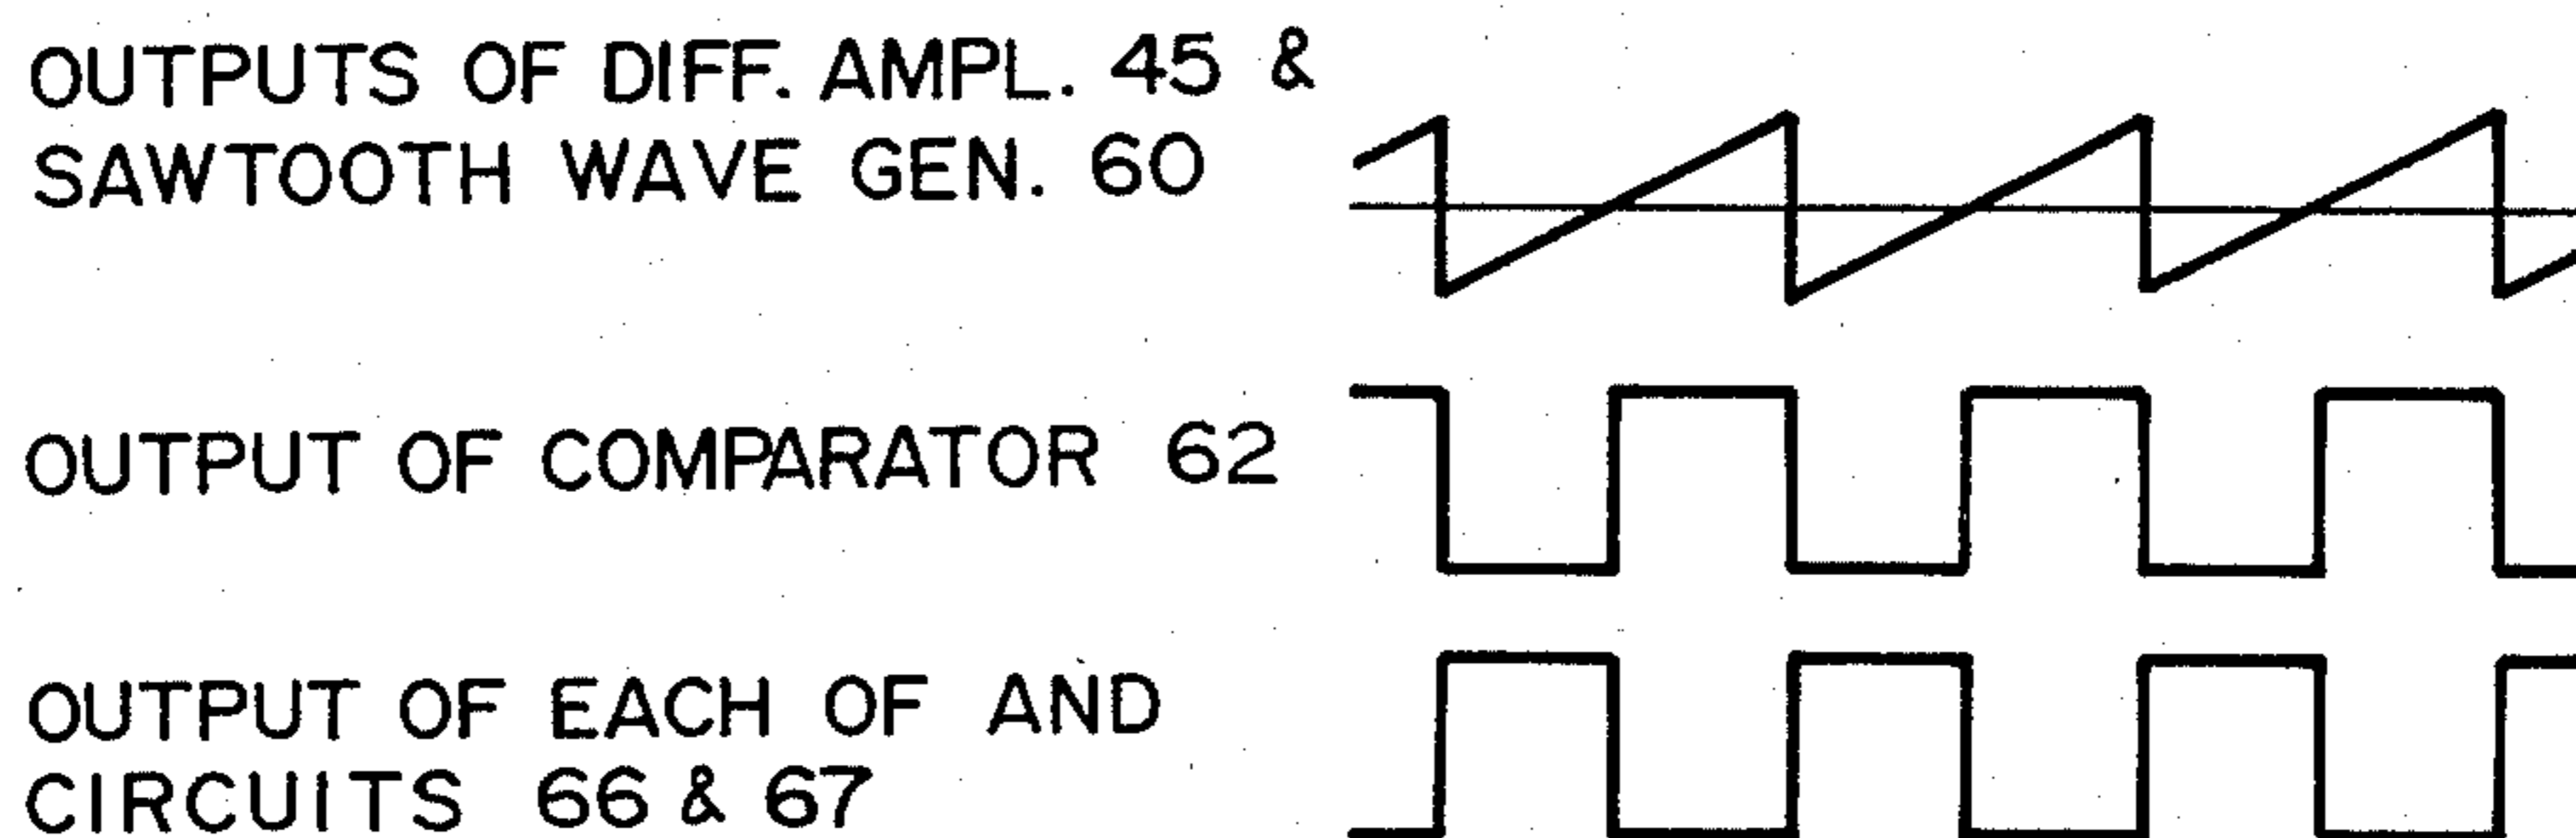 OUTPUTS OF DIFF. AMPL. 45 &
SAWTOOTH WAVE GEN. 60
OUTPUT OF COMPARATOR 62
OUTPUT OF EACH OF AND
CIRCUITS 66 & 67